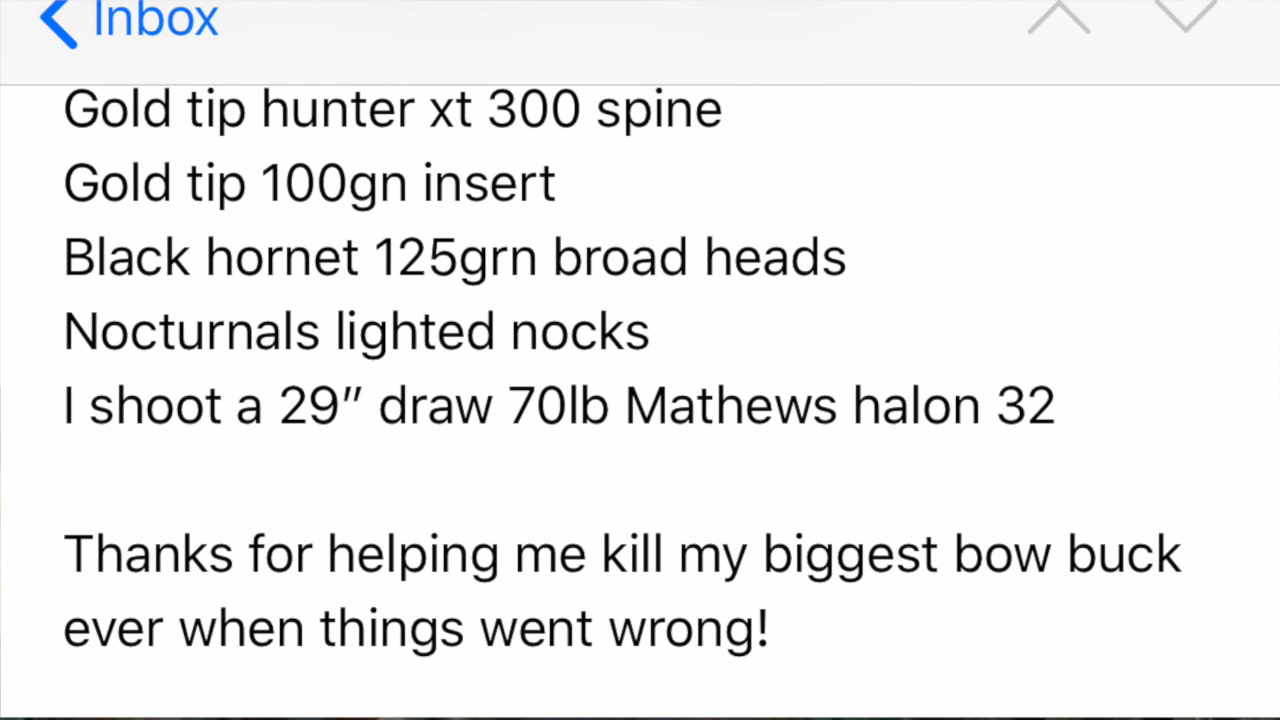 Inbox
Gold tip hunter xt 300 spine
Gold tip 100gn insert
Black hornet 125grn broad heads
Nocturnals lighted nocks
I shoot a 29” draw 70lb Mathews halon 32
Thanks for helping me kill my biggest bow buck
ever when things went wrong!